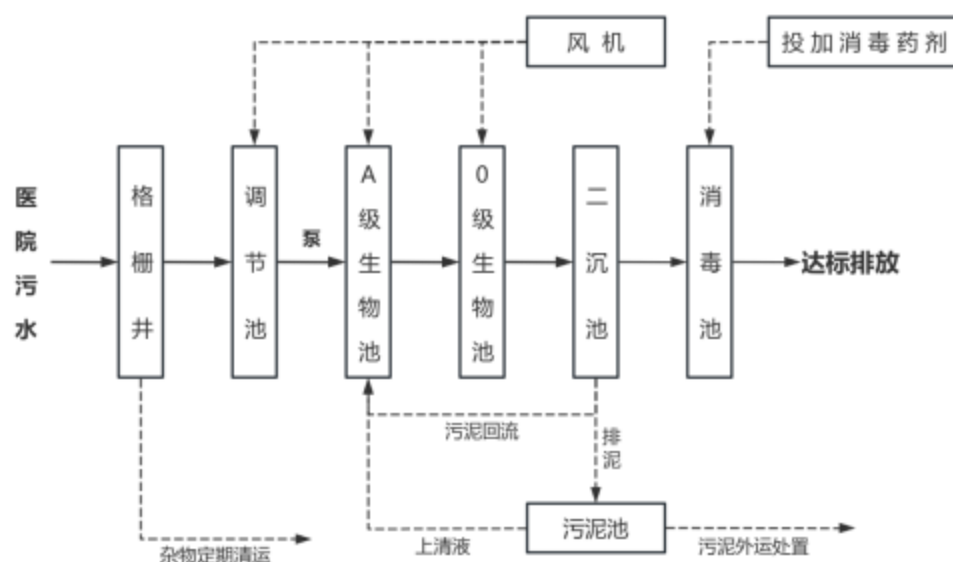 风机
投加消毒药剂
医院污水
格栅井
调节池
泵
A级生物池
0级生物池
二沉池
消毒池
达标排放
污泥回流
排泥
杂物定期清运
上清液
污泥池
污泥外运处置